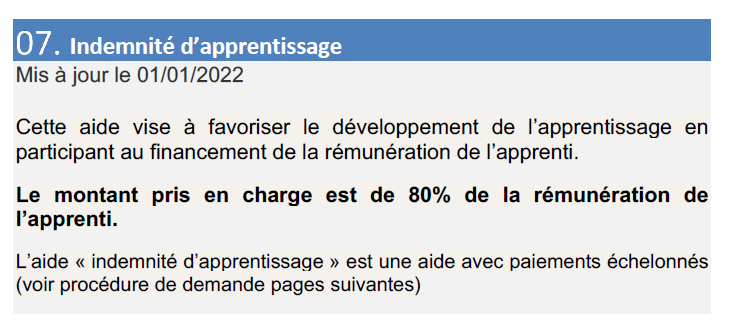 07. Indemnité d’apprentissage
Mis à jour le 01/01/2022
Cette aide vise à favoriser le développement de l’apprentissage en
participant au financement de la rémunération de l’apprenti.
Le montant pris en charge est de 80% de la rémunération de
l’apprenti.
L’aide « indemnité d’apprentissage » est une aide avec paiements échelonnés
(voir procédure de demande pages suivantes)